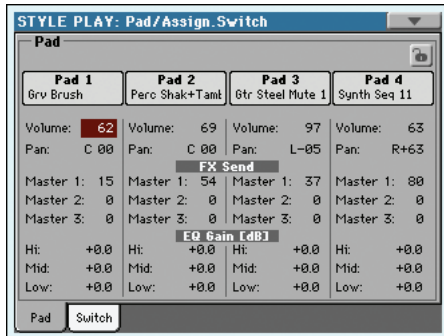 STYLE PLAY: Pad/Assign.Switch
Pad
Pad 1 Pad 2 Pad 3 Pad 4
Grv Brush Perc Shak+Tamb Gtr Steel Mute 1 Synth Seq 11
Volume: 62 Volume: 69 Volume: 97 Volume: 63
Pan: C 00 Pan: C 00 Pan: L-05 Pan: R+63
FX Send
Master 1: 15 Master 1: 54 Master 1: 37 Master 1: 80
Master 2: 0 Master 2: 0 Master 2: 0 Master 2: 0
Master 3: 0 Master 3: 0 Master 3: 0 Master 3: 0
EQ Gain [dB]
Hi: +0.0 Hi: +0.0 Hi: +0.0 Hi: +0.0
Mid: +0.0 Mid: +0.0 Mid: +0.0 Mid: +0.0
Low: +0.0 Low: +0.0 Low: +0.0 Low: +0.0
Pad Switch